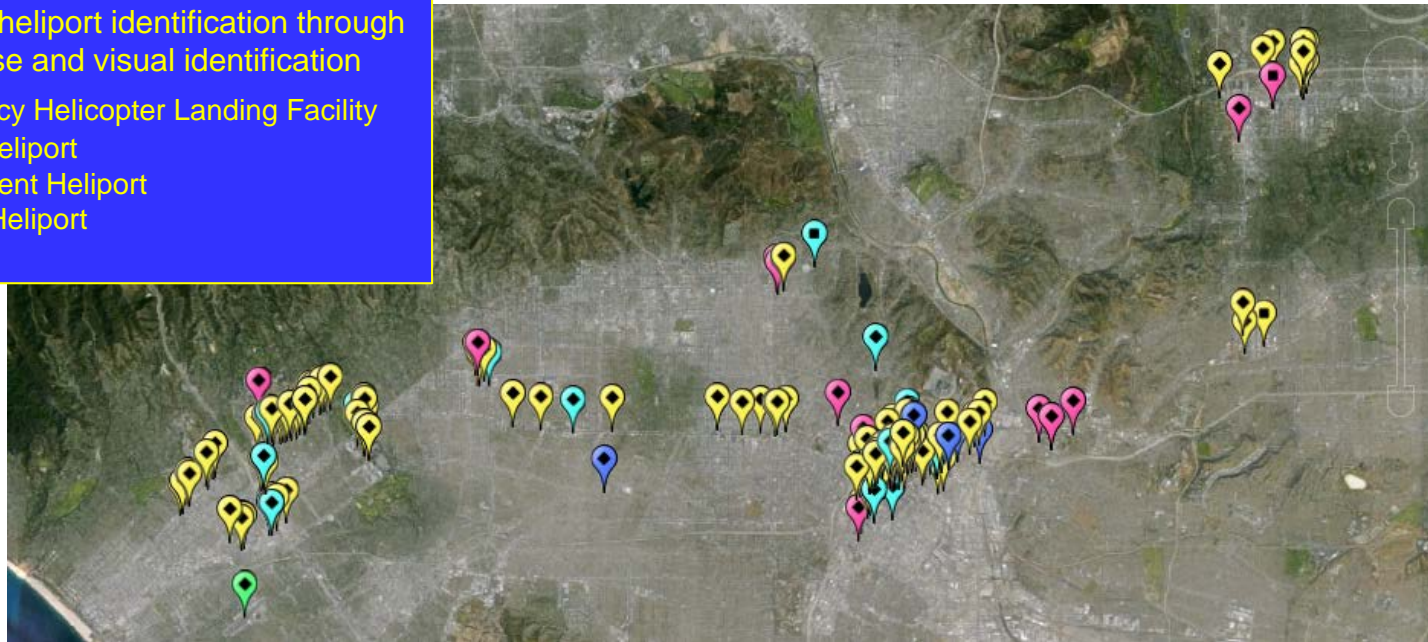 heliport identification through
se and visual identification
cy Helicopter Landing Facility
eliport
ent Heliport
Heliport